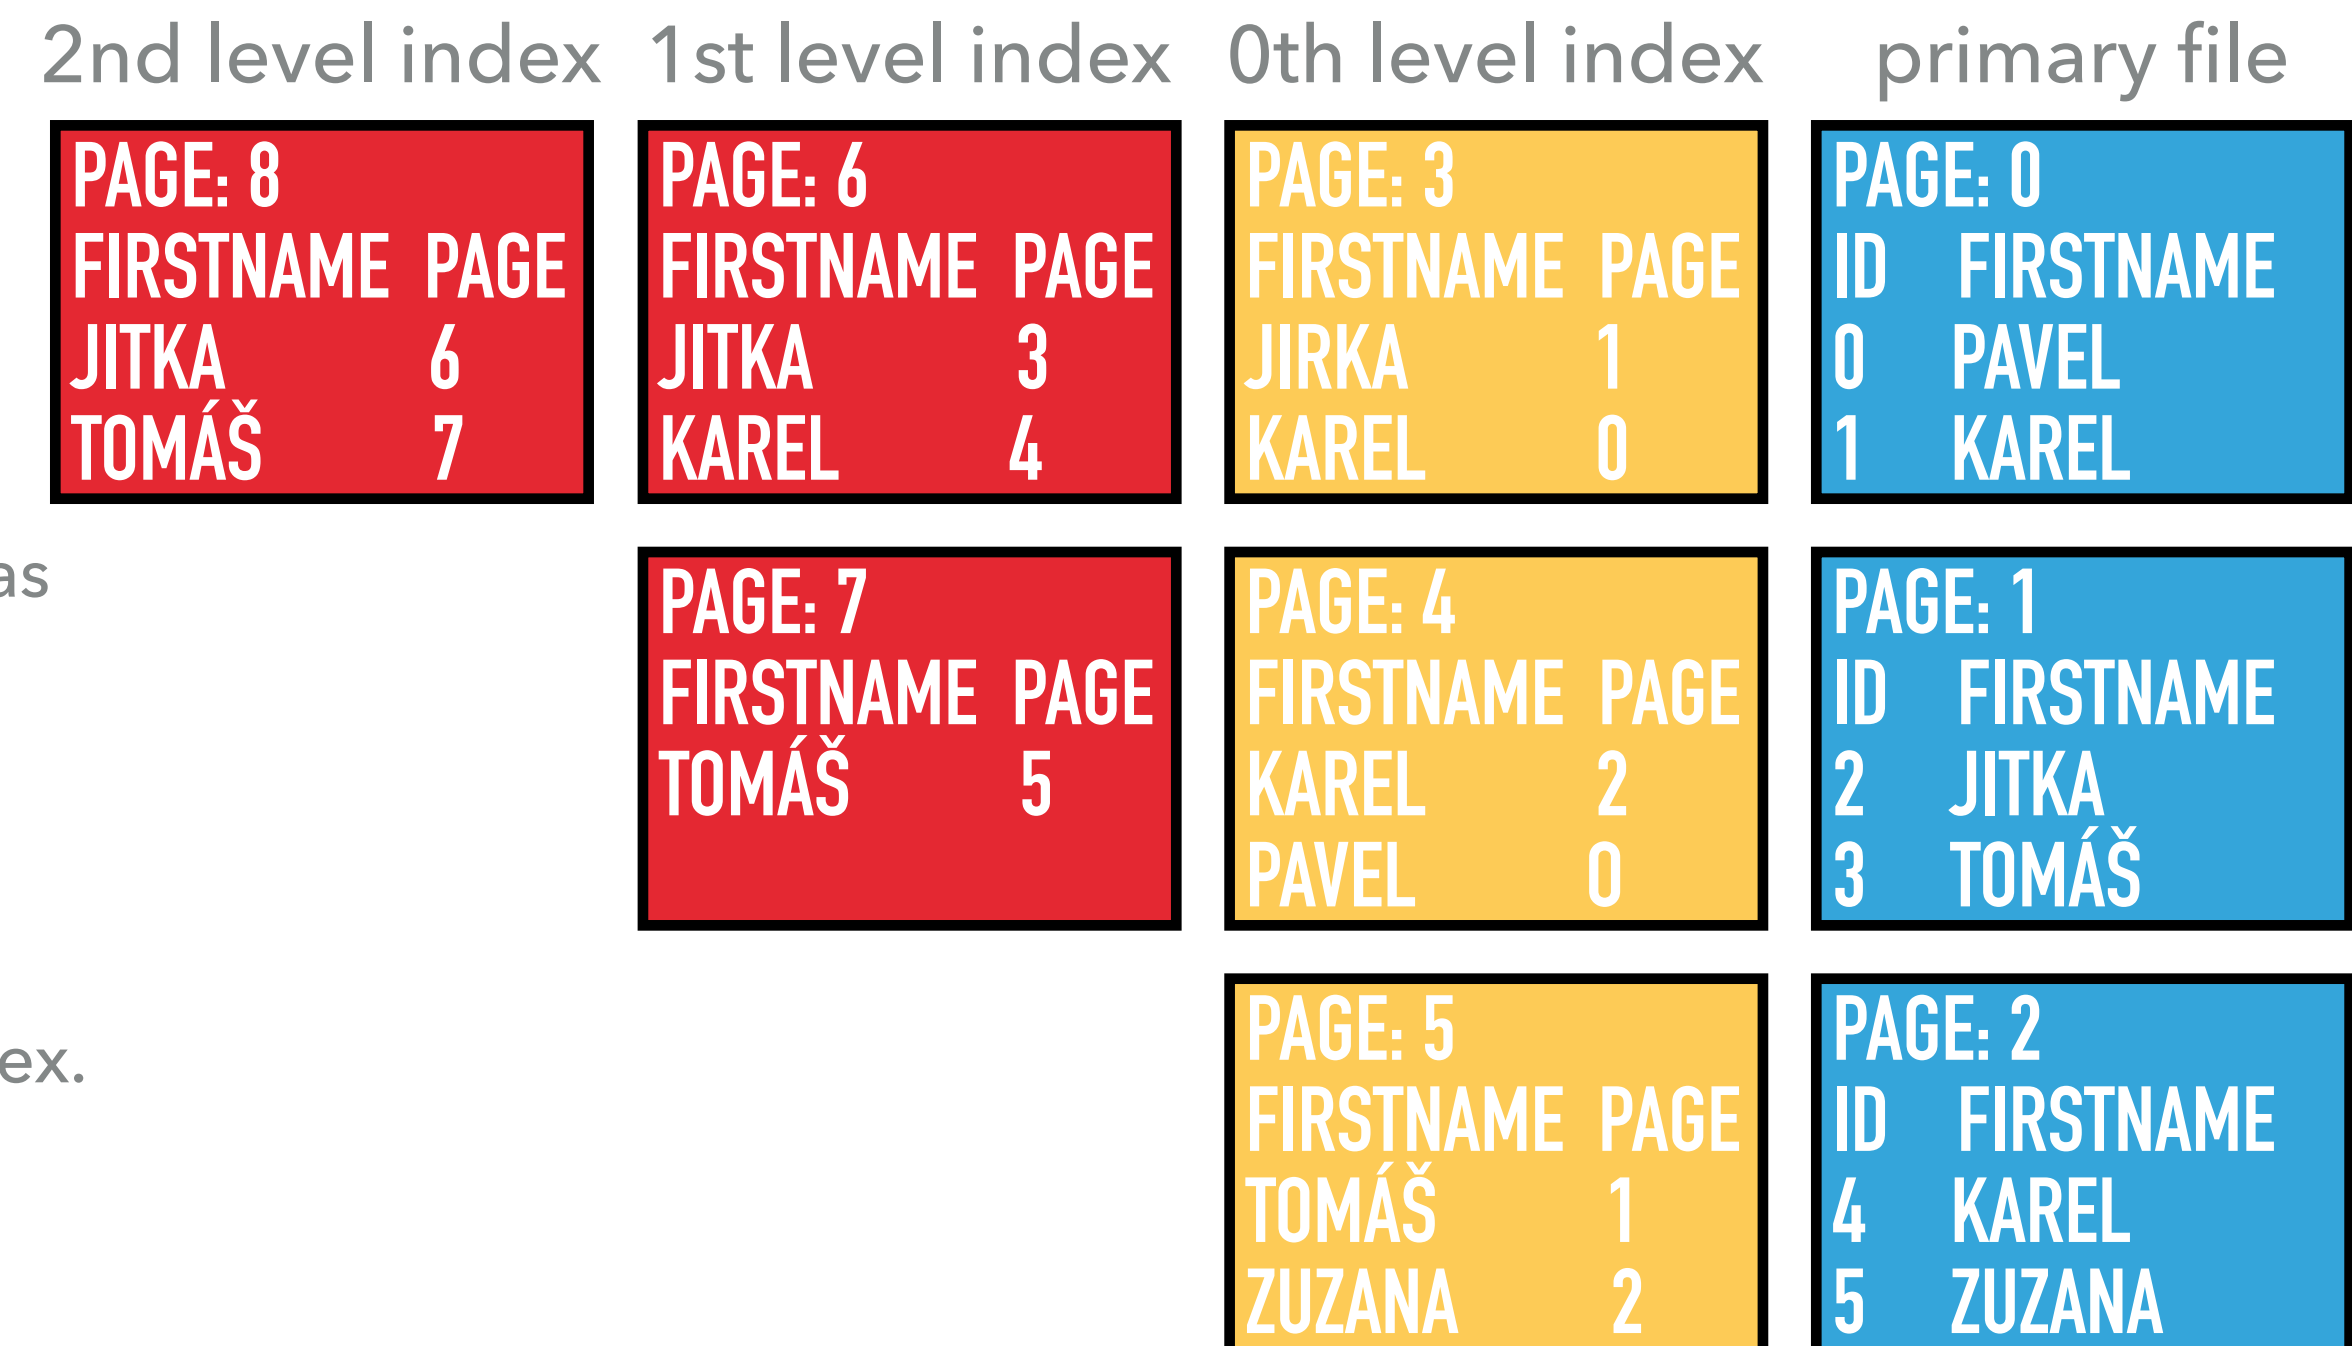 2nd level index 1st level index 0th level index primary file
PAGE: 8
FIRSTNAME PAGE
JITKA 6
TOMÁŠ 7
PAGE: 6
FIRSTNAME PAGE
JITKA 3
KAREL 4
PAGE: 3
FIRSTNAME PAGE
JIRKA 1
KAREL 0
PAGE: 0
ID FIRSTNAME
0 PAVEL
1 KAREL
as
PAGE: 7
FIRSTNAME PAGE
TOMÁŠ 5
PAGE: 4
FIRSTNAME PAGE
KAREL 2
PAVEL 0
PAGE: 1
ID FIRSTNAME
2 JITKA
3 TOMÁŠ
ex.
PAGE: 5
FIRSTNAME PAGE
TOMÁŠ 1
ZUZANA 2
PAGE: 2
ID FIRSTNAME
4 KAREL
5 ZUZANA